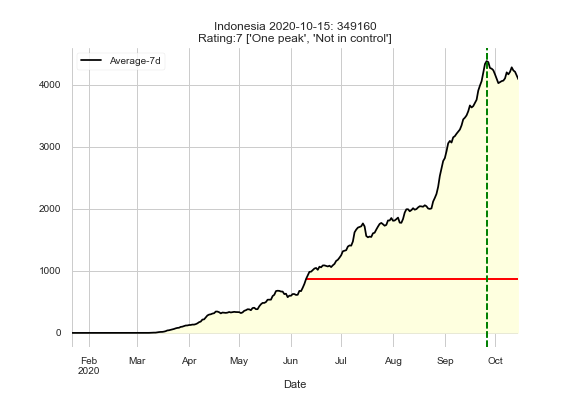 Indonesia 2020-10-15: 349160
Rating:7 ['One peak', 'Not in control']
Average-7d
4000
3000
2000
1000
0
Feb
2020
Mar
Apr
May
Jun
Jul
Aug
Sep
Oct
Date